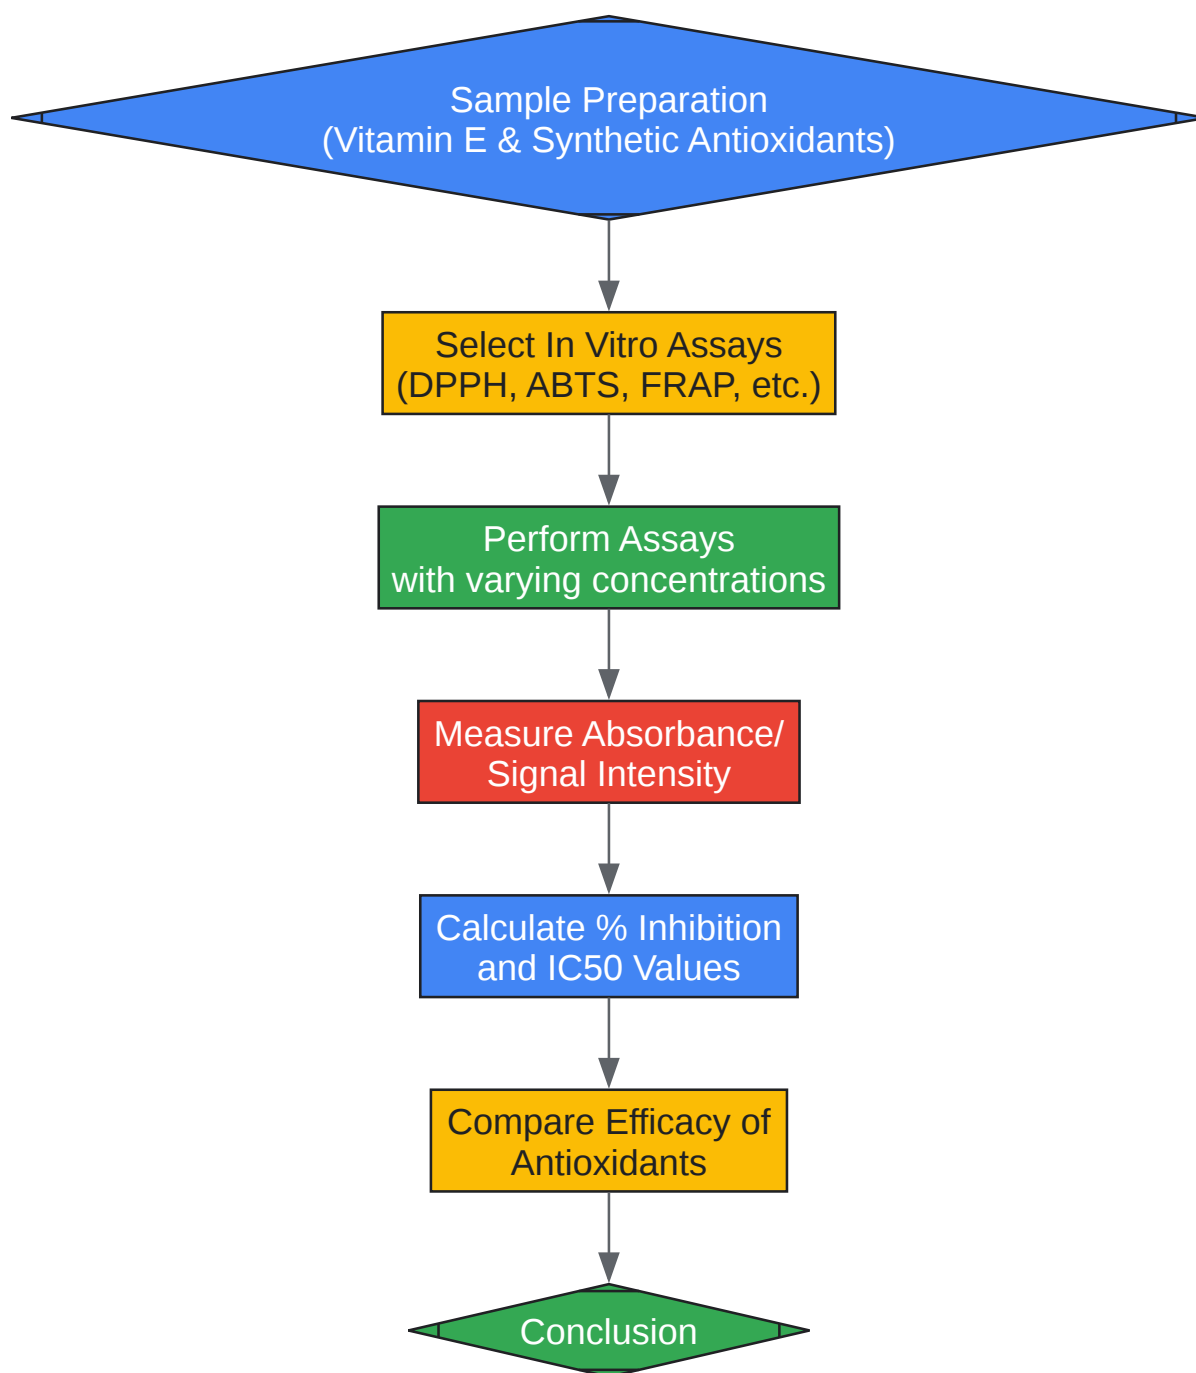 Sample Preparation
(Vitamin E & Synthetic Antioxidants)
Select In Vitro Assays
(DPPH, ABTS, FRAP, etc.)
Perform Assays
with varying concentrations
Measure Absorbance/
Signal Intensity
Calculate % Inhibition
and IC50 Values
Compare Efficacy of
Antioxidants
Conclusion